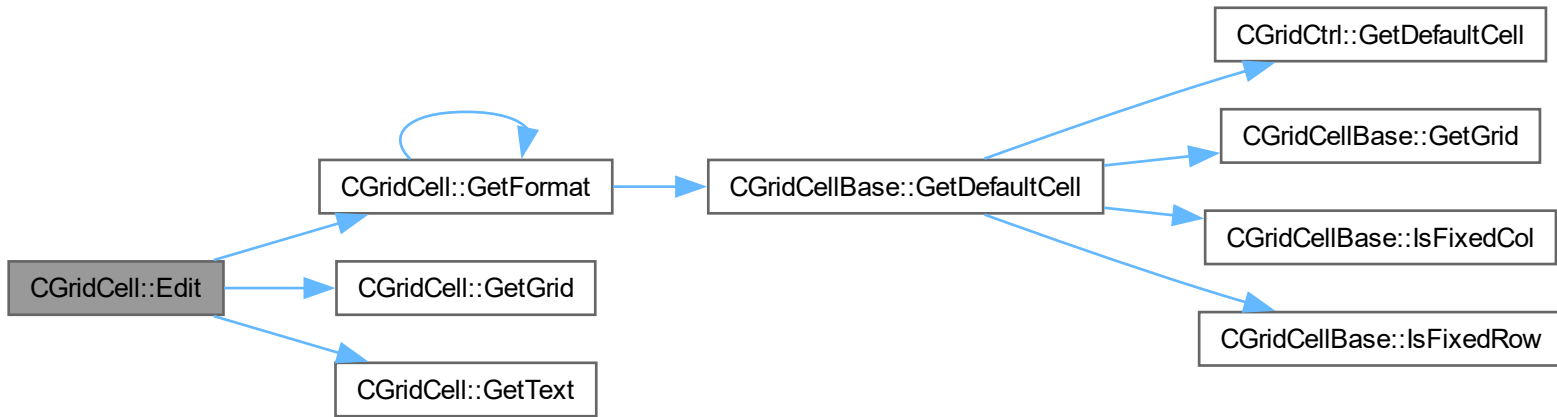 CGridCell::Edit
CGridCell::GetFormat
CGridCell::GetGrid
CGridCell::GetText
CGridCellBase::GetDefaultCell
CGridCtrl::GetDefaultCell
CGridCellBase::GetGrid
CGridCellBase::IsFixedCol
CGridCellBase::IsFixedRow